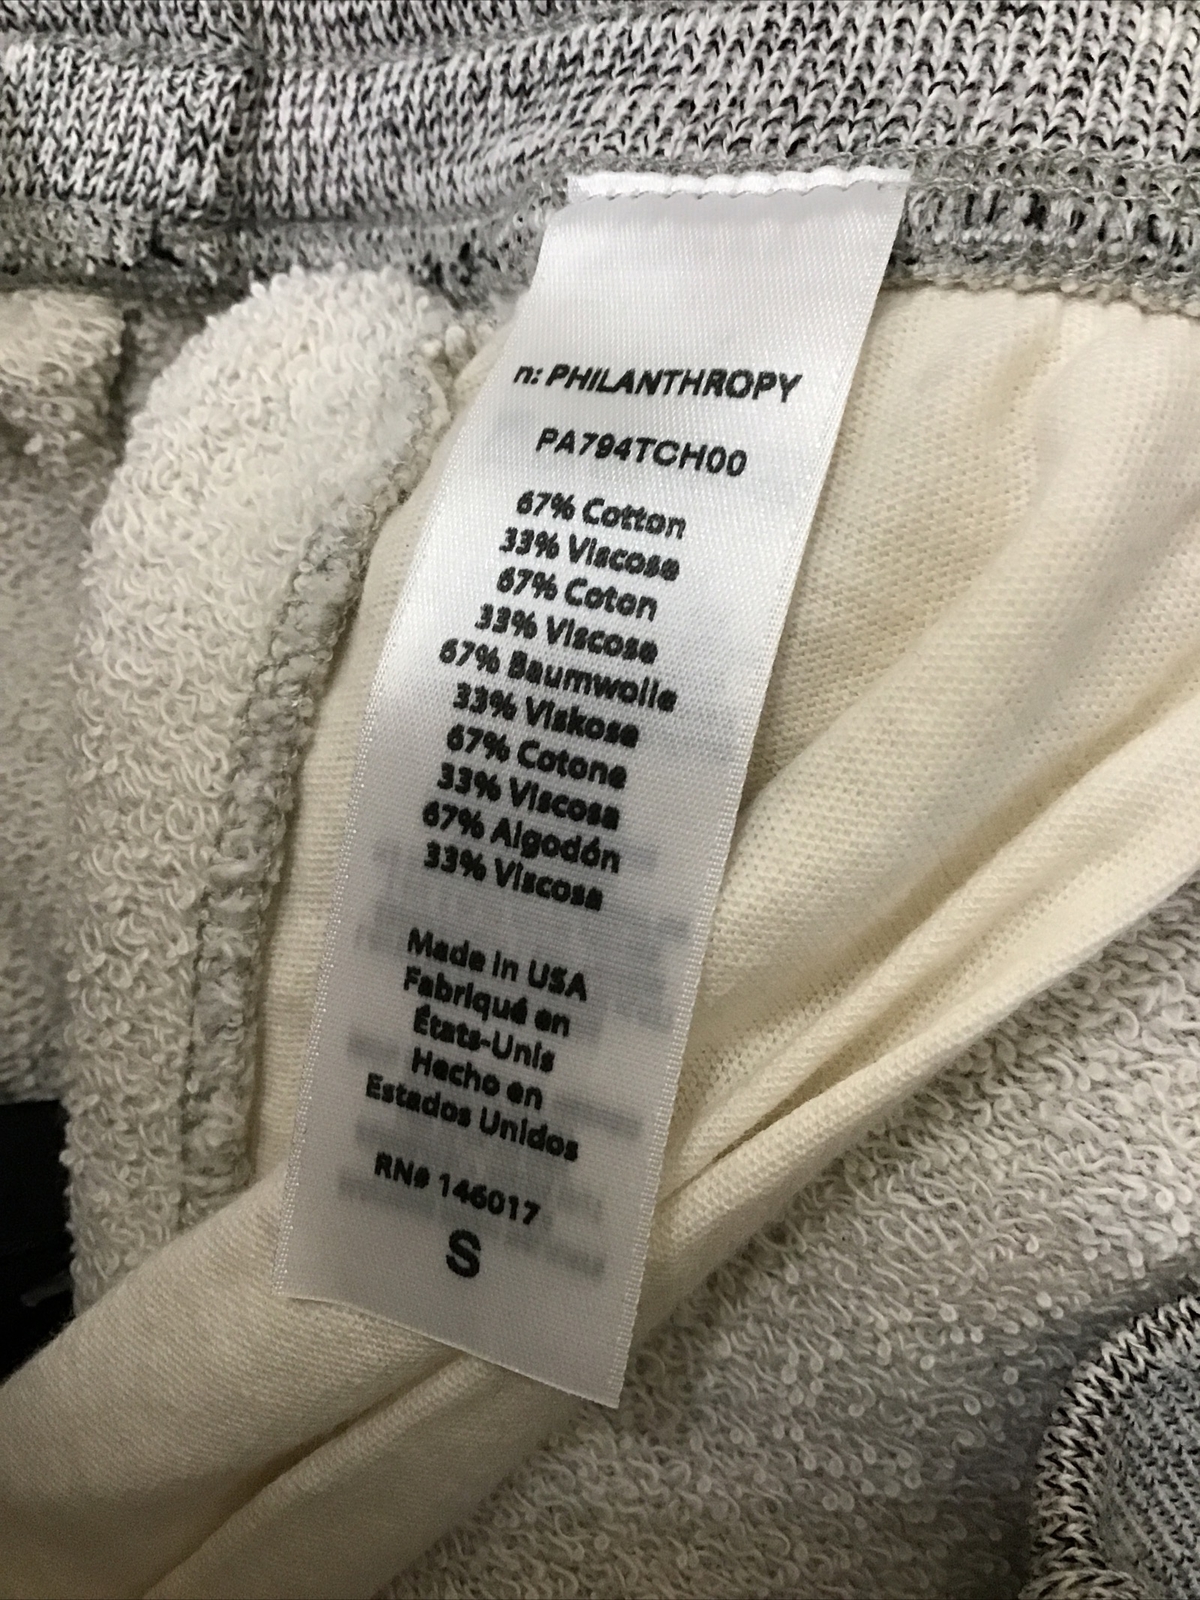 n: PHILANTHROPY
PA794TCH00
67% Cotton
33% Viscose
67% Coton
33% Viscose
67% Baumwolle
33% Viskose
67% Cotone
33% Viscosa
67% Algodón
33% Viscosa
Made in USA
Fabriqué en
États-Unis
Hecho en
Estados Unidos
RN# 146017
S